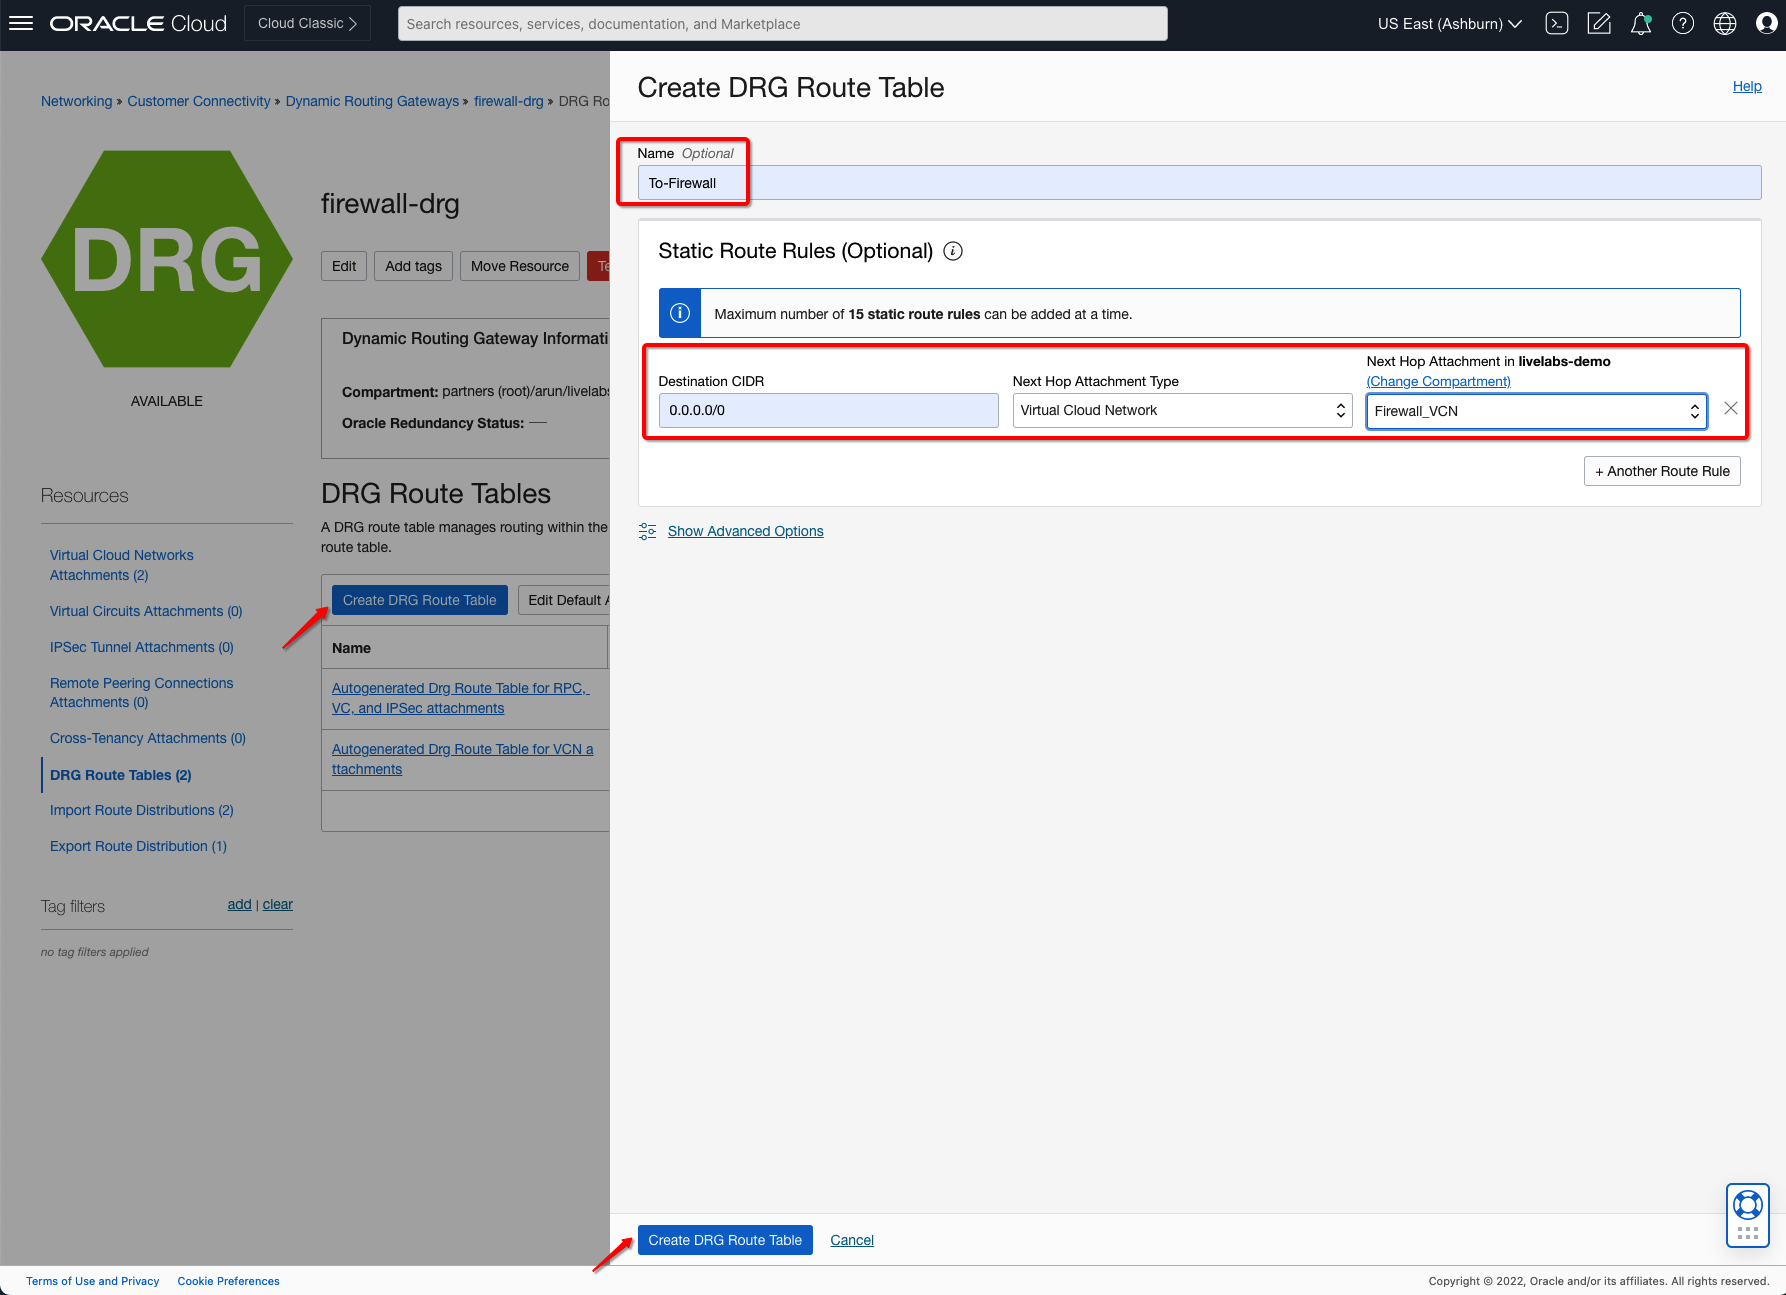 ORACLE Cloud
Cloud Classic
Search resources, services, documentation, and Marketplace
US East (Ashburn)
Networking » Customer Connectivity » Dynamic Routing Gateways » firewall-drg » DRG Ro
DRG
AVAILABLE
firewall-drg
Edit
Add tags
Move Resource
Te
Dynamic Routing Gateway Informati
Compartment: partners (root)/arun/livelabs
Oracle Redundancy Status: —
Resources
Virtual Cloud Networks
Attachments (2)
Virtual Circuits Attachments (0)
IPSec Tunnel Attachments (0)
Remote Peering Connections
Attachments (0)
Cross-Tenancy Attachments (0)
DRG Route Tables (2)
Import Route Distributions (2)
Export Route Distribution (1)
Tag filters
add | clear
no tag filters applied
DRG Route Tables
A DRG route table manages routing within the
route table.
Create DRG Route Table
Edit Default A
Name
Autogenerated Drg Route Table for RPC,
VC, and IPSec attachments
Autogenerated Drg Route Table for VCN a
ttachments
Create DRG Route Table
Help
Name Optional
To-Firewall
Static Route Rules (Optional)
Maximum number of 15 static route rules can be added at a time.
Destination CIDR
0.0.0.0/0
Next Hop Attachment Type
Virtual Cloud Network
Next Hop Attachment in livelabs-demo
(Change Compartment)
Firewall_VCN
+ Another Route Rule
Show Advanced Options
Create DRG Route Table
Cancel
Terms of Use and Privacy
Cookie Preferences
Copyright © 2022, Oracle and/or its affiliates. All rights reserved.